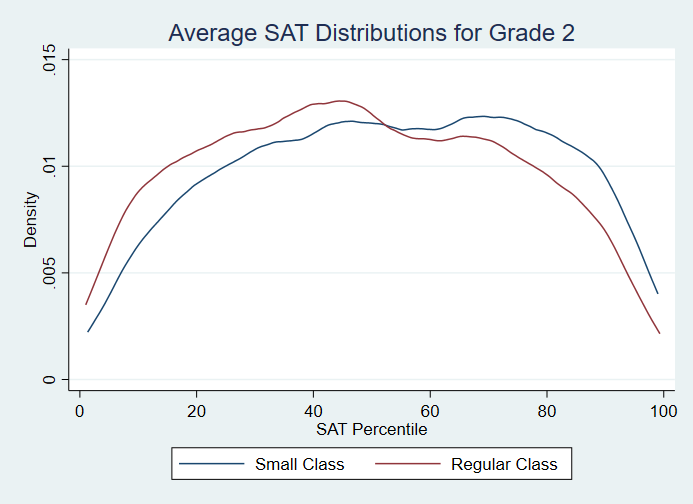 Average SAT Distributions for Grade 2
.015
.01
.005
0
Density
0 20 40 60 80 100
SAT Percentile
Small Class Regular Class